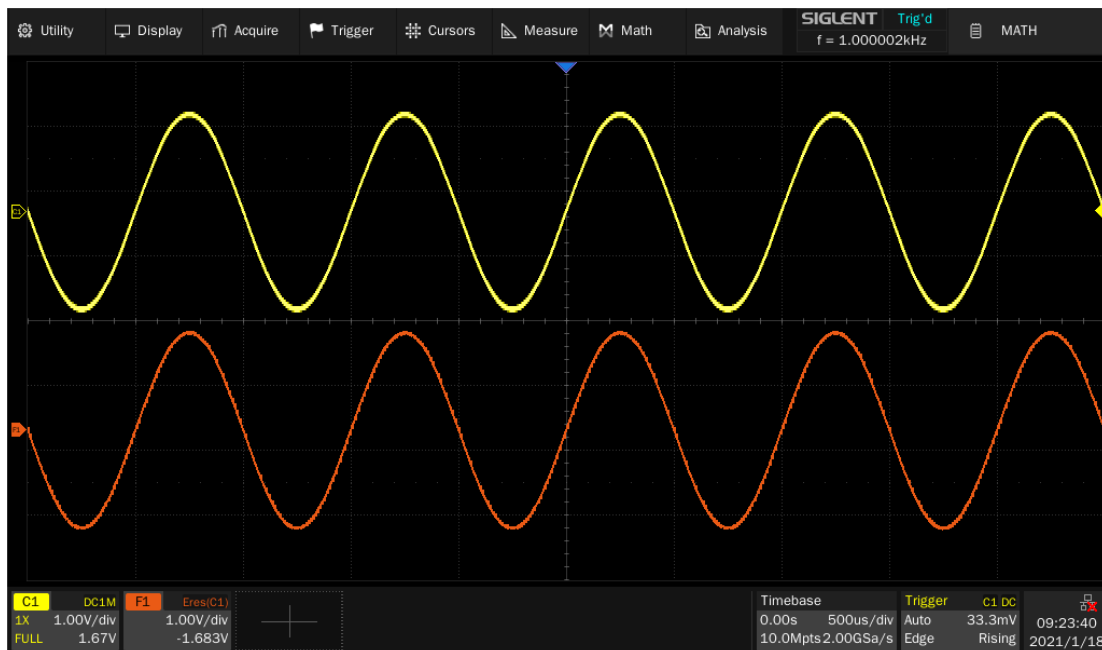 Utility Display Acquire Trigger Cursors Measure Math Analysis SIGLENT Trig'd MATH
f = 1.000002kHz
C1
F1
C1 DC1M F1 Eres(C1) Timebase Trigger C1 DC
1X 1.00V/div 1.00V/div 0.00s 500us/div Auto 33.3mV 09:23:40
FULL 1.67V -1.683V 10.0Mpts 2.00GSa/s Edge Rising 2021/1/18